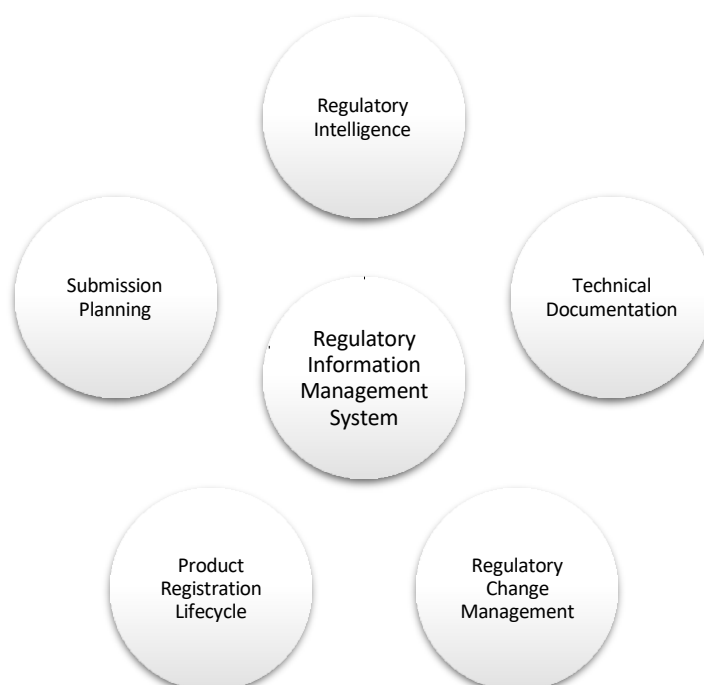 Regulatory
Intelligence
Submission
Planning
Technical
Documentation
Regulatory
Information
Management
System
Product
Registration
Lifecycle
Regulatory
Change
Management